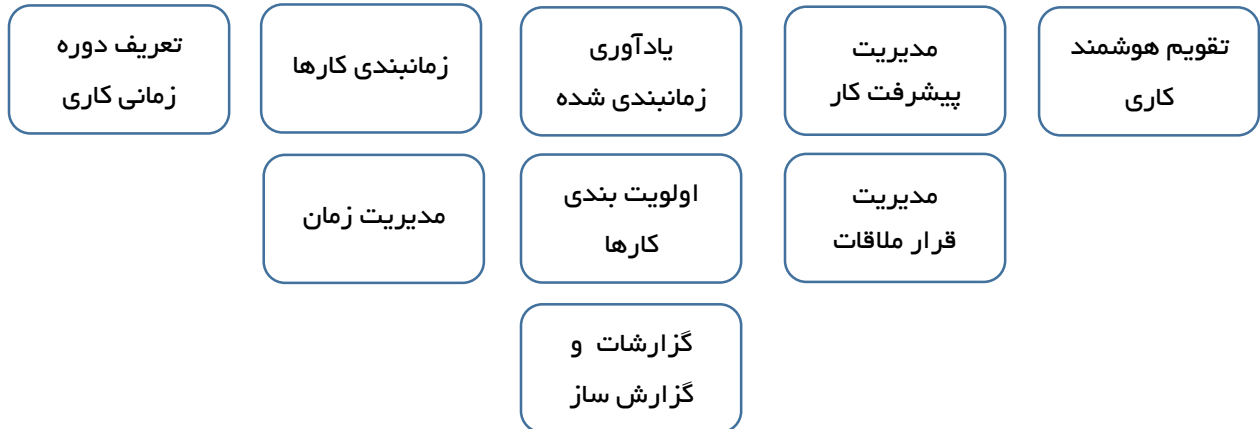 تقویم هوشمند
کاری
مدیریت
پیشرفت کار
یادآوری
زمانبندی شده
زمانبندی کارها
تعریف دوره
زمانی کاری
مدیریت
قرار ملاقات
اولویت بندی
کارها
مدیریت زمان
گزارشات و
گزارش ساز